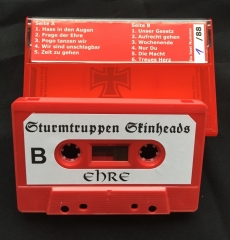 Seite A
1. Hass in den Augen
2. Frage der Ehre
3. Pogo tanzen wir
4. Wir sind unschlagbar
5. Zeit zu gehen
Seite B
1. Unser Gesetz
2. Aufrecht gehen
3. Wochenende
4. Nur Du
5. Die Macht
6. Treues Herz
1 /88
Sturmtruppen Skinheads
B
EHRE